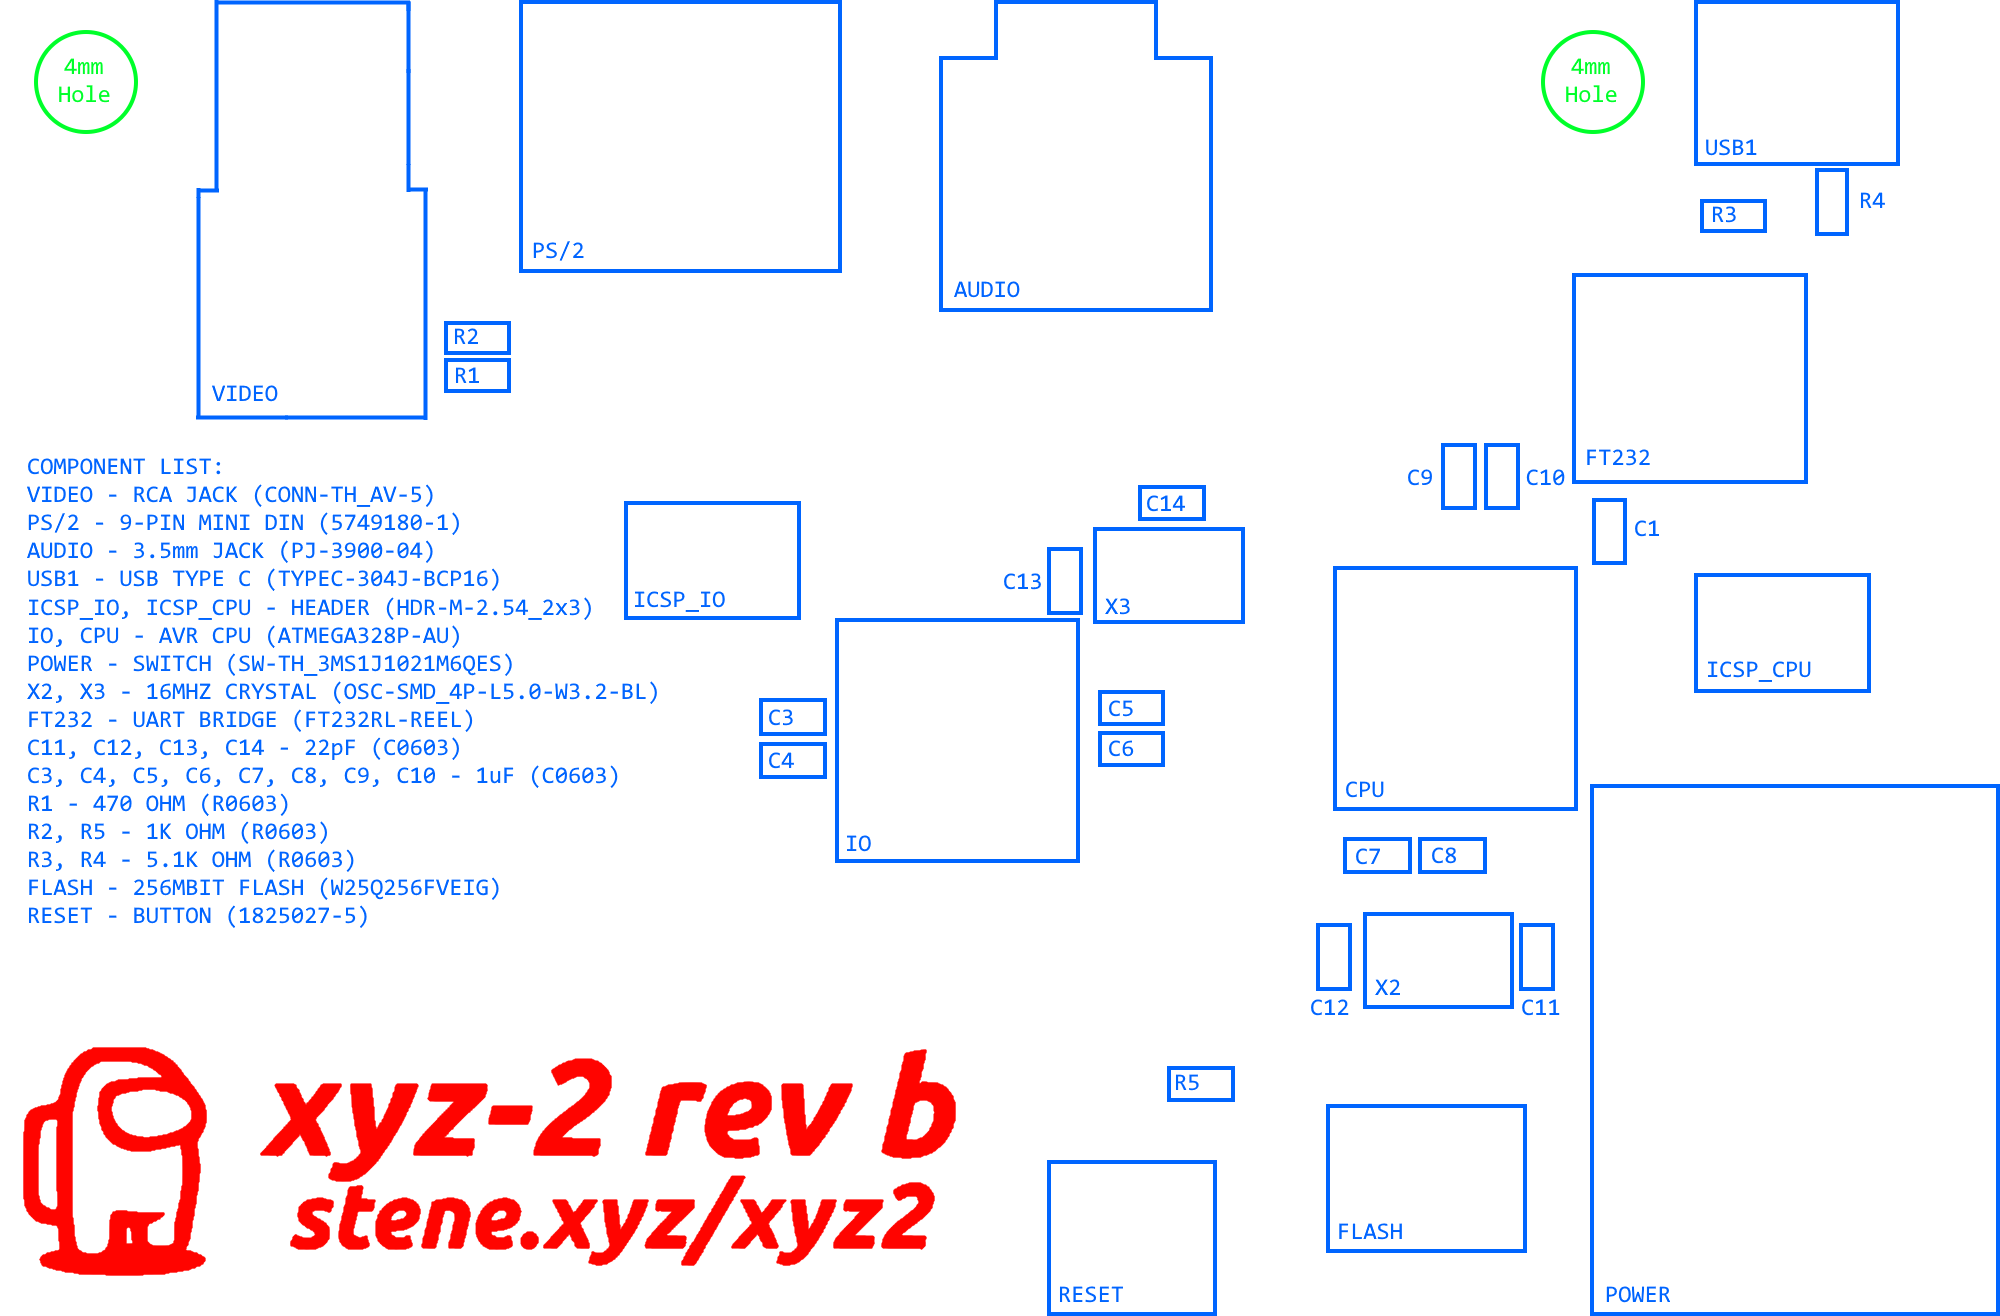 4mm
Hole
4mm
Hole
USB1
R3
R4
PS/2
AUDIO
R2
R1
VIDEO
FT232
C9
C10
C1
COMPONENT LIST:
VIDEO - RCA JACK (CONN-TH_AV-5)
PS/2 - 9-PIN MINI DIN (5749180-1)
AUDIO - 3.5mm JACK (PJ-3900-04)
USB1 - USB TYPE C (TYPEC-304J-BCP16)
ICSP_IO, ICSP_CPU - HEADER (HDR-M-2.54_2x3)
IO, CPU - AVR CPU (ATMEGA328P-AU)
POWER - SWITCH (SW-TH_3MS1J1021M6QES)
X2, X3 - 16MHZ CRYSTAL (OSC-SMD_4P-L5.0-W3.2-BL)
FT232 - UART BRIDGE (FT232RL-REEL)
C11, C12, C13, C14 - 22pF (C0603)
C3, C4, C5, C6, C7, C8, C9, C10 - 1uF (C0603)
R1 - 470 OHM (R0603)
R2, R5 - 1K OHM (R0603)
R3, R4 - 5.1K OHM (R0603)
FLASH - 256MBIT FLASH (W25Q256FVEIG)
RESET - BUTTON (1825027-5)
ICSP_IO
C14
C13
X3
ICSP_CPU
C3
C4
C5
C6
IO
CPU
C7
C8
X2
C12
C11
R5
FLASH
RESET
POWER
xyz-2 rev b
stene.xyz/xyz2